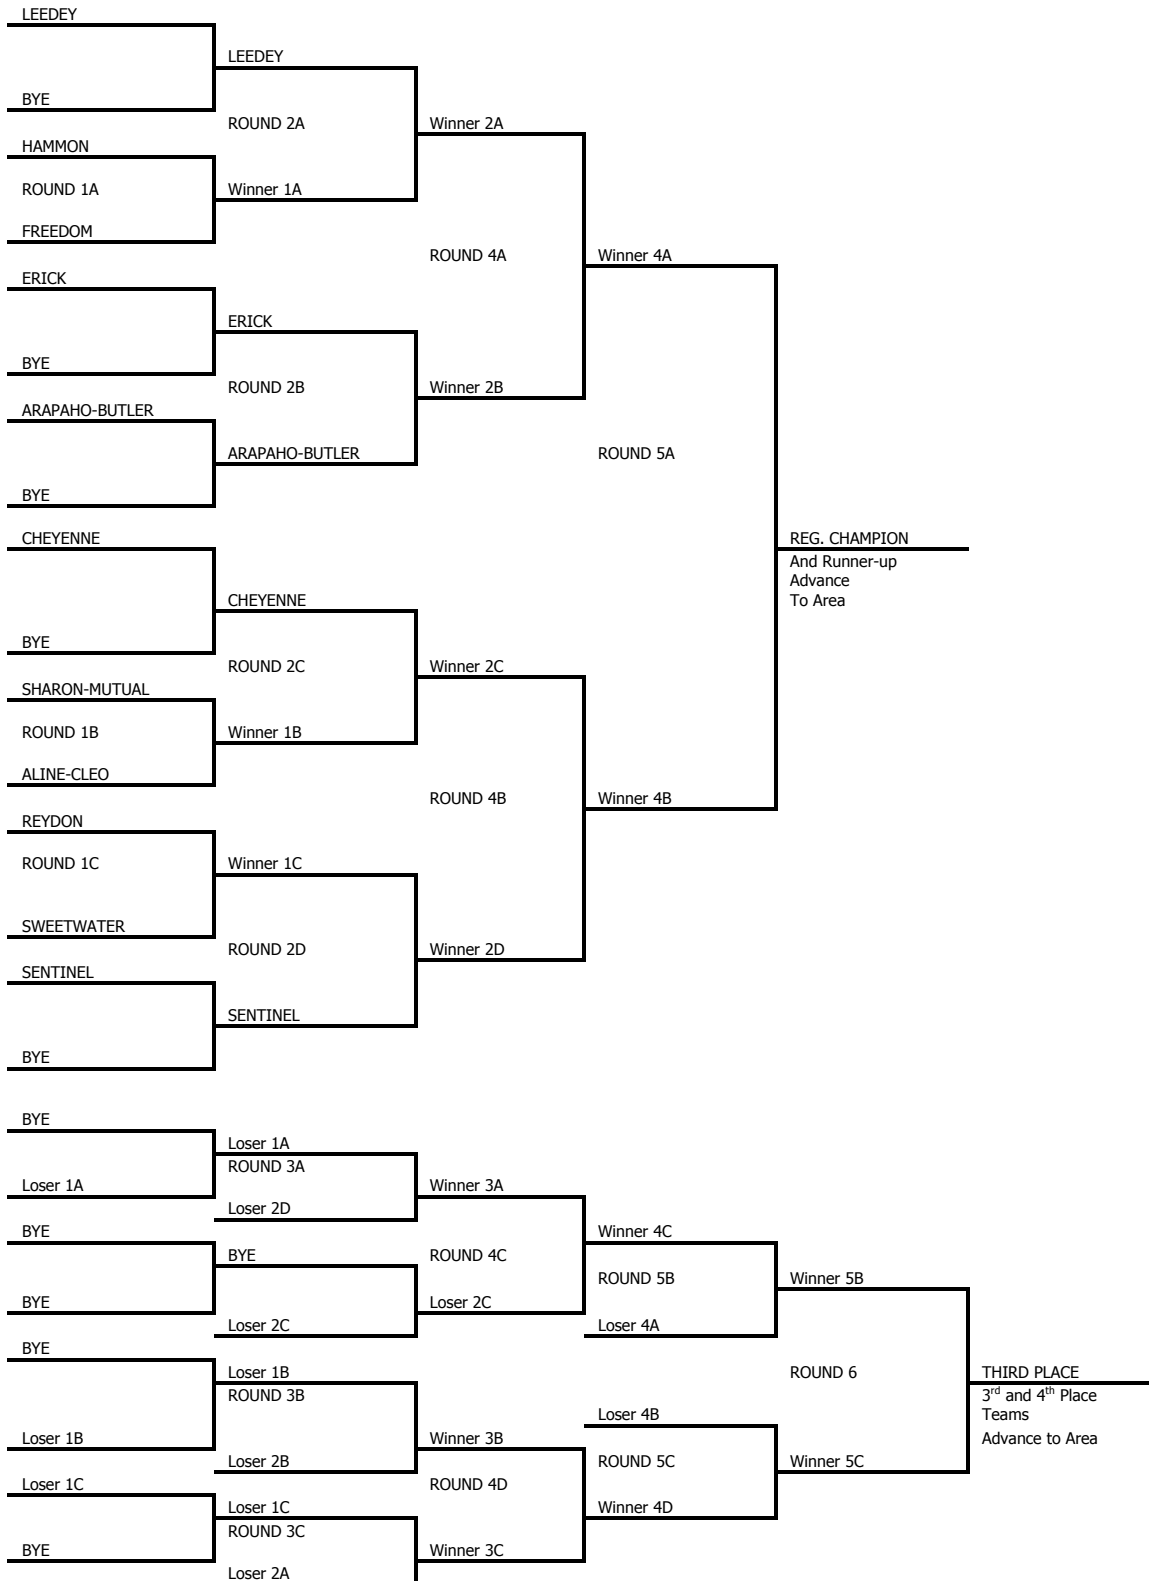 LEEDEY
LEEDEY
BYE
ROUND 2A
Winner 2A
HAMMON
ROUND 1A
Winner 1A
FREEDOM
ROUND 4A
Winner 4A
ERICK
ERICK
BYE
ROUND 2B
Winner 2B
ARAPAHO-BUTLER
ARAPAHO-BUTLER
ROUND 5A
BYE
CHEYENNE
REG. CHAMPION
And Runner-up
Advance
To Area
CHEYENNE
BYE
ROUND 2C
Winner 2C
SHARON-MUTUAL
ROUND 1B
Winner 1B
ALINE-CLEO
ROUND 4B
Winner 4B
REYDON
ROUND 1C
Winner 1C
SWEETWATER
ROUND 2D
Winner 2D
SENTINEL
SENTINEL
BYE
BYE
Loser 1A
ROUND 3A
Loser 1A
Winner 3A
Loser 2D
BYE
Winner 4C
BYE
ROUND 4C
ROUND 5B
Winner 5B
BYE
Loser 2C
Loser 2C
Loser 4A
BYE
Loser 1B
ROUND 6
THIRD PLACE
ROUND 3B
3rd and 4th Place
Teams
Advance to Area
Loser 4B
Loser 1B
Winner 3B
Loser 2B
ROUND 5C
Winner 5C
Loser 1C
ROUND 4D
Loser 1C
Winner 4D
ROUND 3C
BYE
Winner 3C
Loser 2A